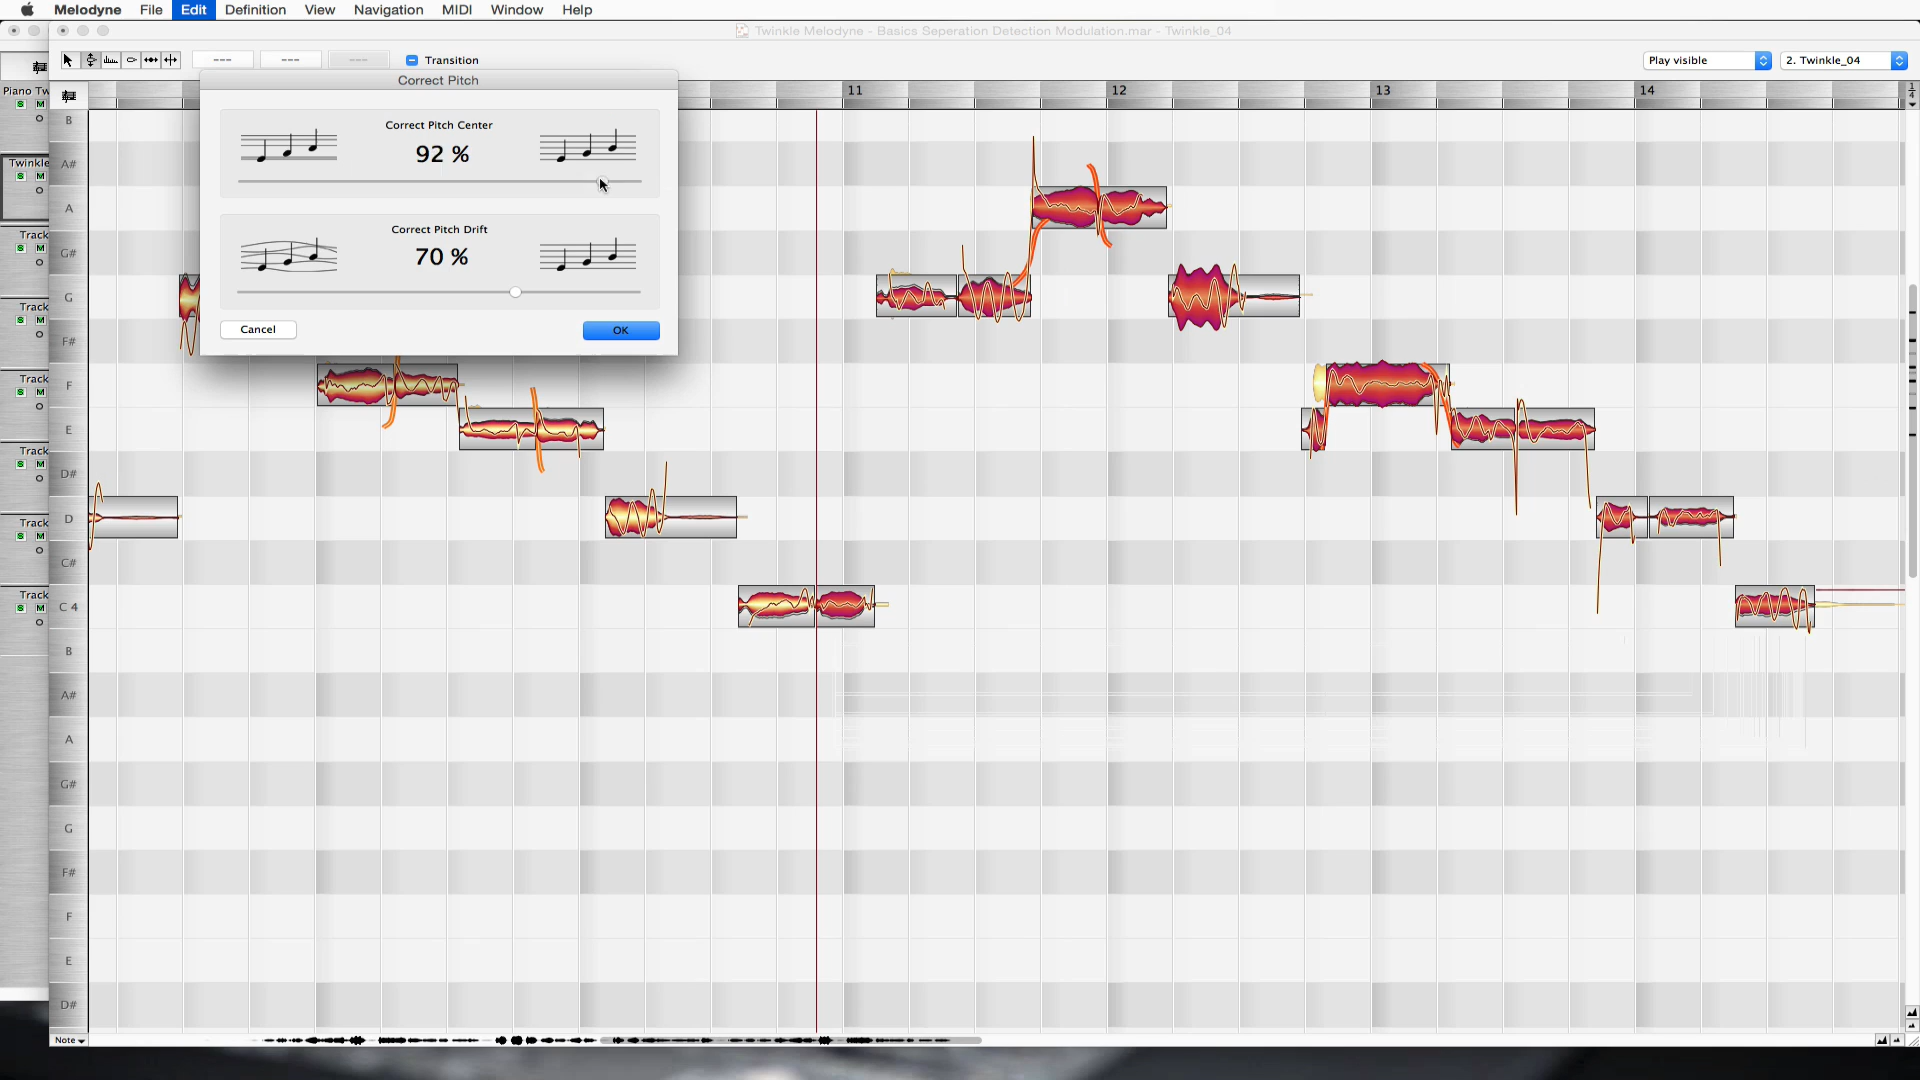 Melodyne File Edit Definition View Navigation MIDI Window Help
Twinkle Melodyne - Basics Seperation Detection Modulation.mar - Twinkle_04
--- --- --- Transition
Play visible 2. Twinkle_04
Correct Pitch
Correct Pitch Center
92 %
Correct Pitch Drift
70 %
Cancel OK
11 12 13 14 1/4
Piano Tw
S M
Twinkle
S M
Track
S M
Track
S M
Track
S M
Track
S M
Track
S M
Track
S M
B
A#
A
G#
G
F#
F
E
D#
D
C#
C 4
B
A#
A
G#
G
F#
F
E
D#
Note